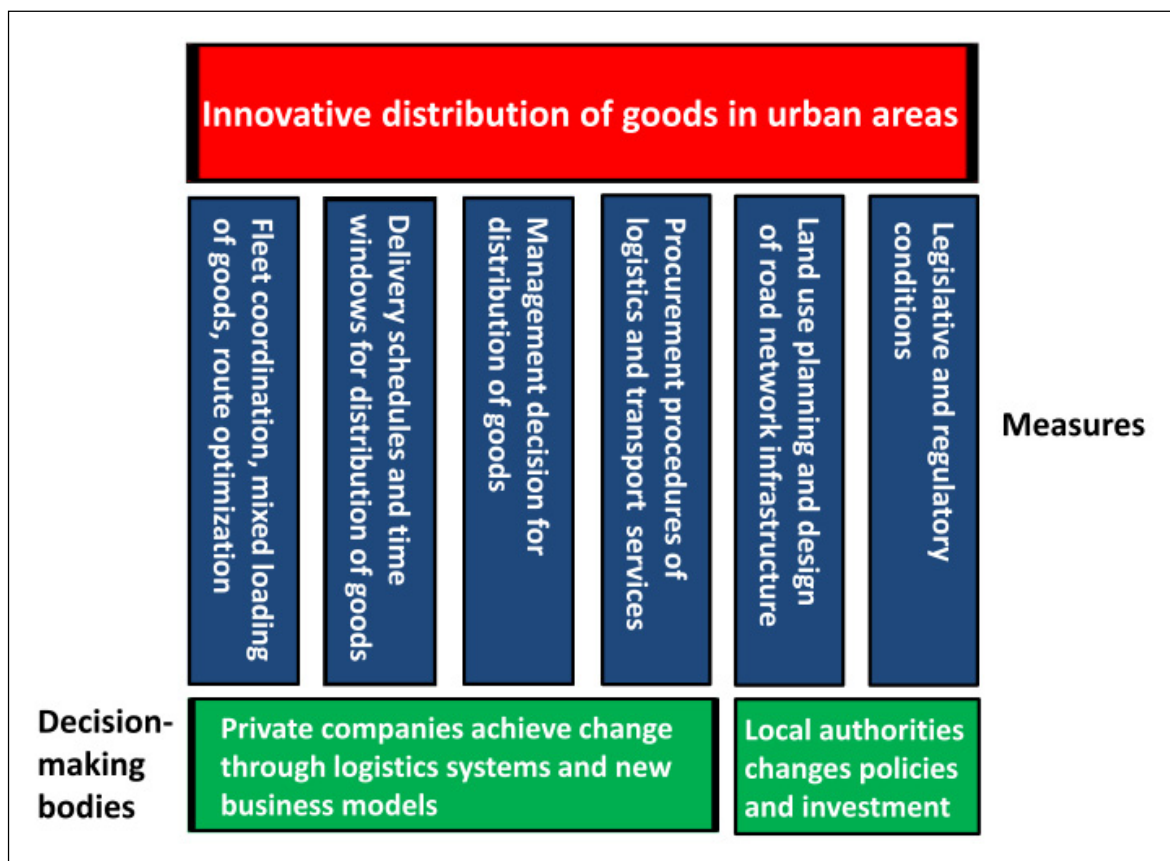 Innovative distribution of goods in urban areas
Fleet coordination, mixed loading
of goods, route optimization
Delivery schedules and time
windows for distribution of goods
Management decision for
distribution of goods
Procurement procedures of
logistics and transport services
Land use planning and design
of road network infrastructure
Legislative and regulatory
conditions
Measures
Decision-
making
bodies
Private companies achieve change
through logistics systems and new
business models
Local authorities
changes policies
and investment